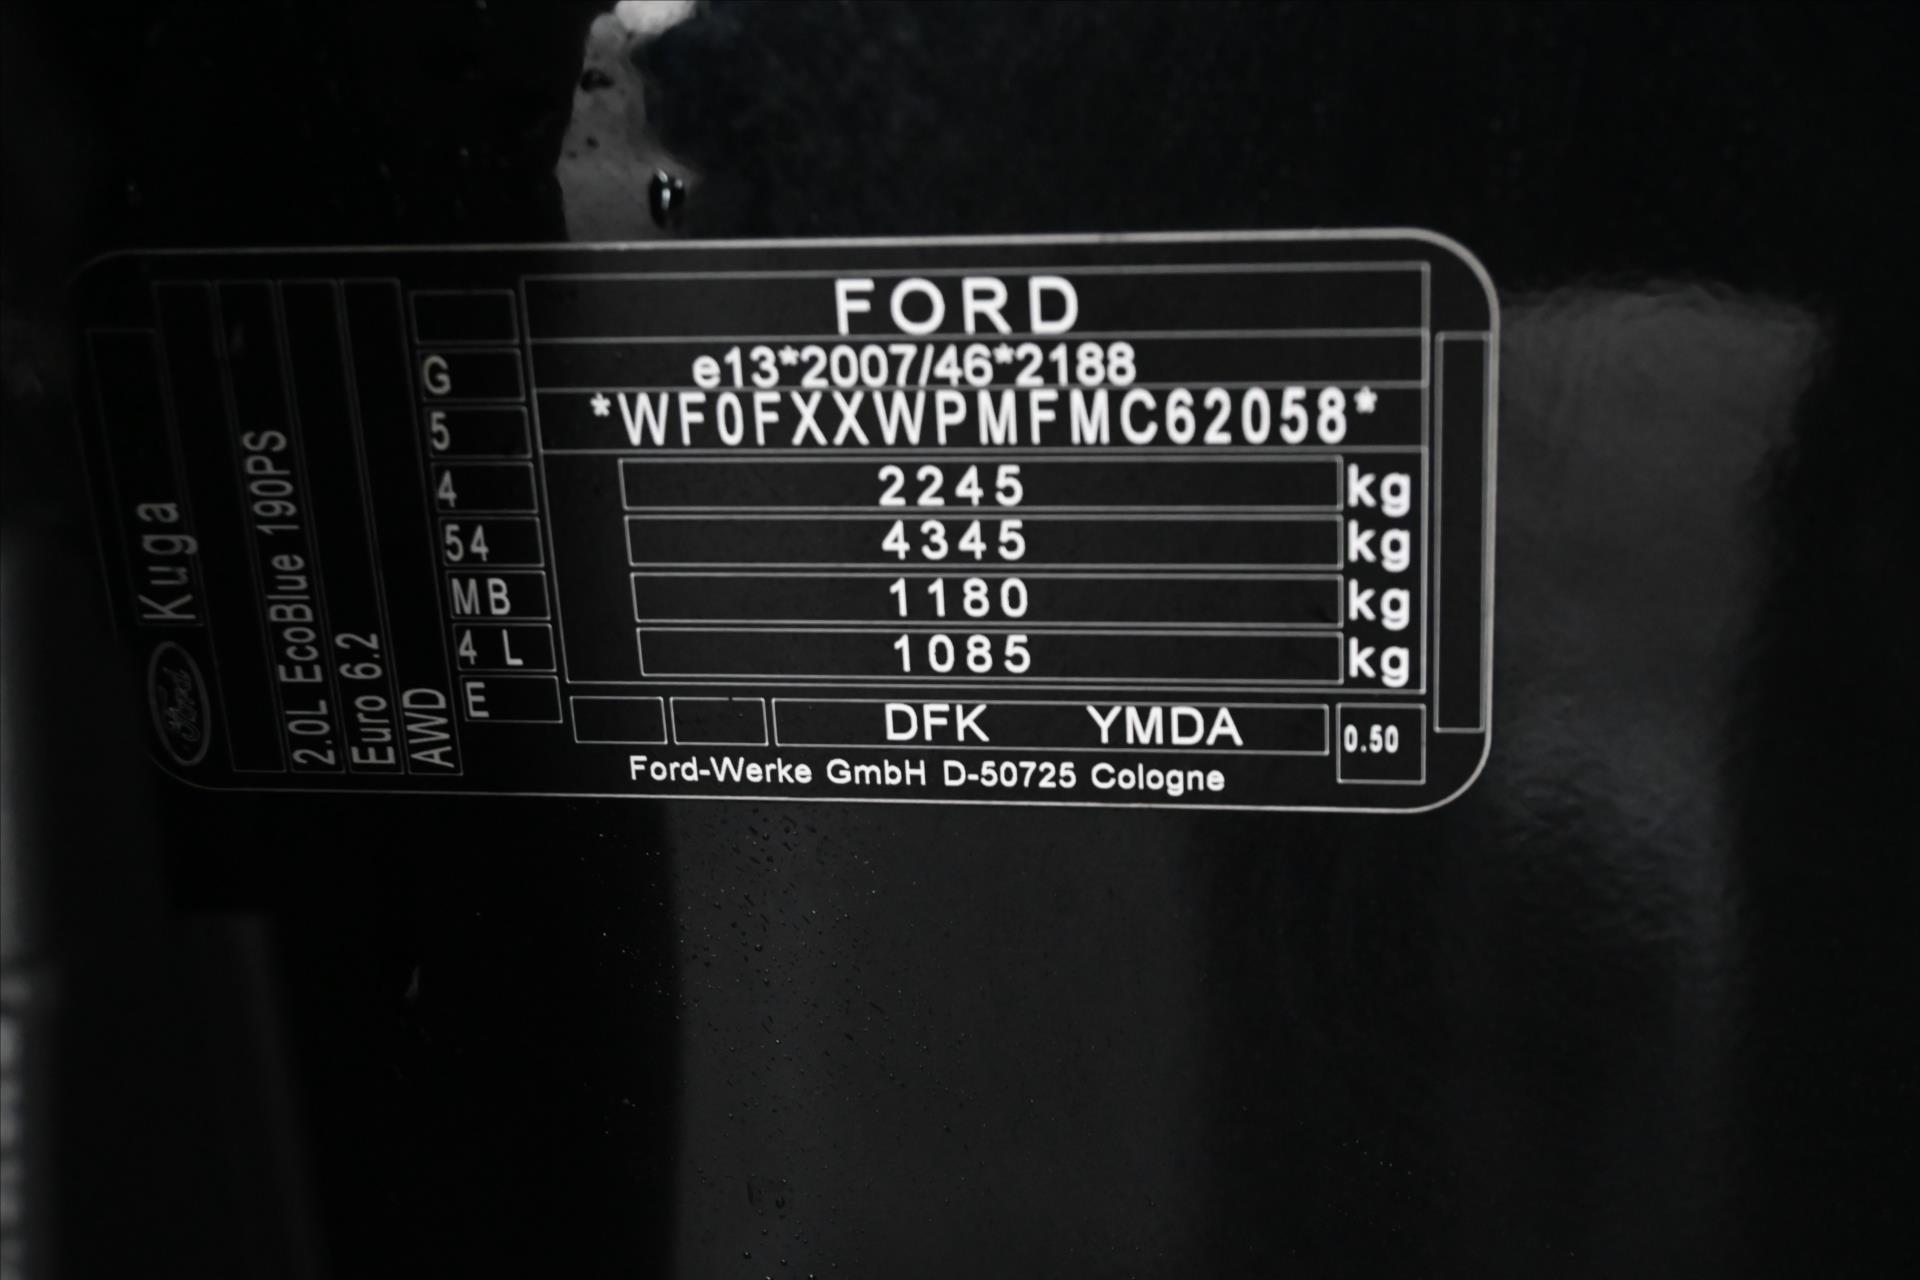 FORD
e13*2007/46*2188
*WF0FXXWPMFMC62058*
2245 kg
4345 kg
1180 kg
1085 kg
DFK YMDA
0.50
Ford-Werke GmbH D-50725 Cologne
G
5
4
54
MB
4 L
E
Ford Kuga
2.0L EcoBlue 190PS
Euro 6.2
AWD